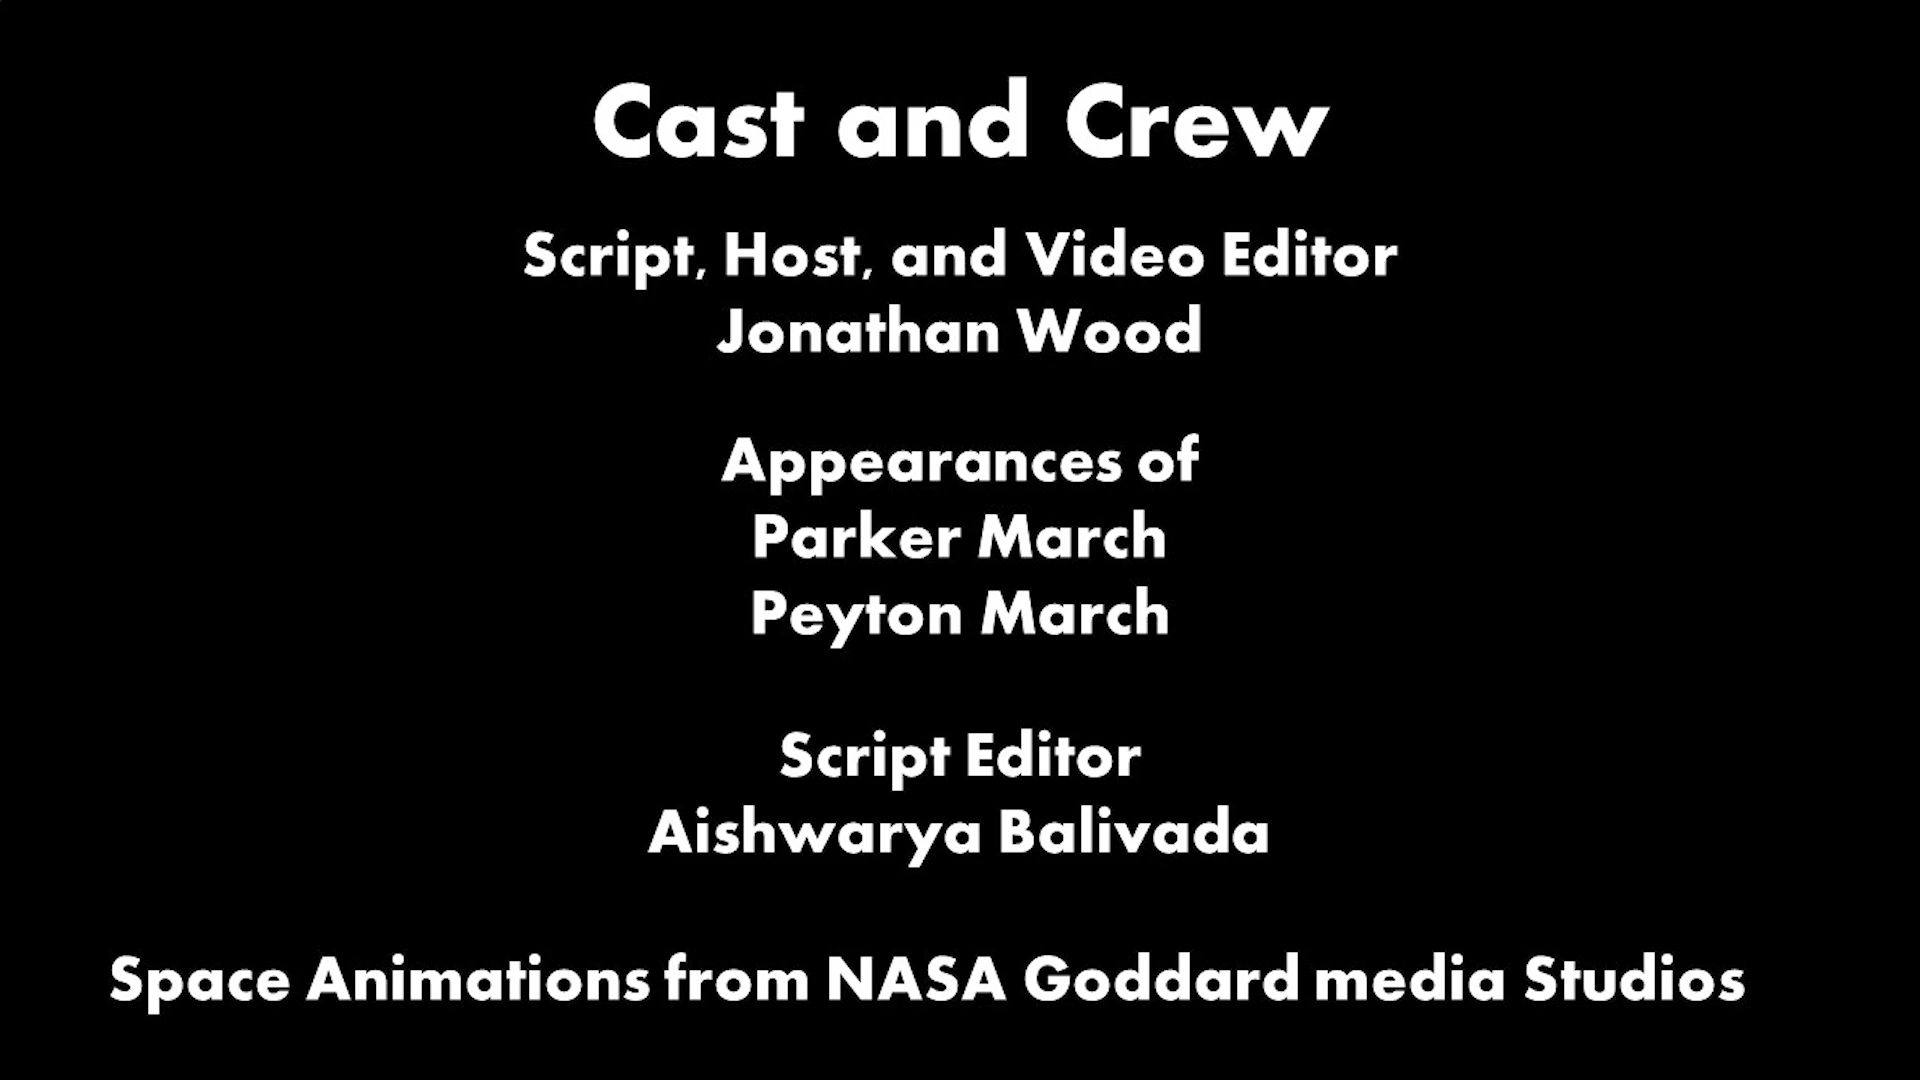 Cast and Crew
Script, Host, and Video Editor
Jonathan Wood
Appearances of
Parker March
Peyton March
Script Editor
Aishwarya Balivada
Space Animations from NASA Goddard media Studios